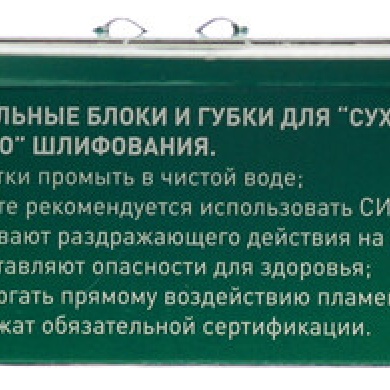 ЛЬНЫЕ БЛОКИ И ГУБКИ ДЛЯ "СУХ
О" ШЛИФОВАНИЯ.
тки промыть в чистой воде;
те рекомендуется использовать СИ
вают раздражающего действия на
тавляют опасности для здоровья;
ргать прямому воздействию пламе
жат обязательной сертификации.